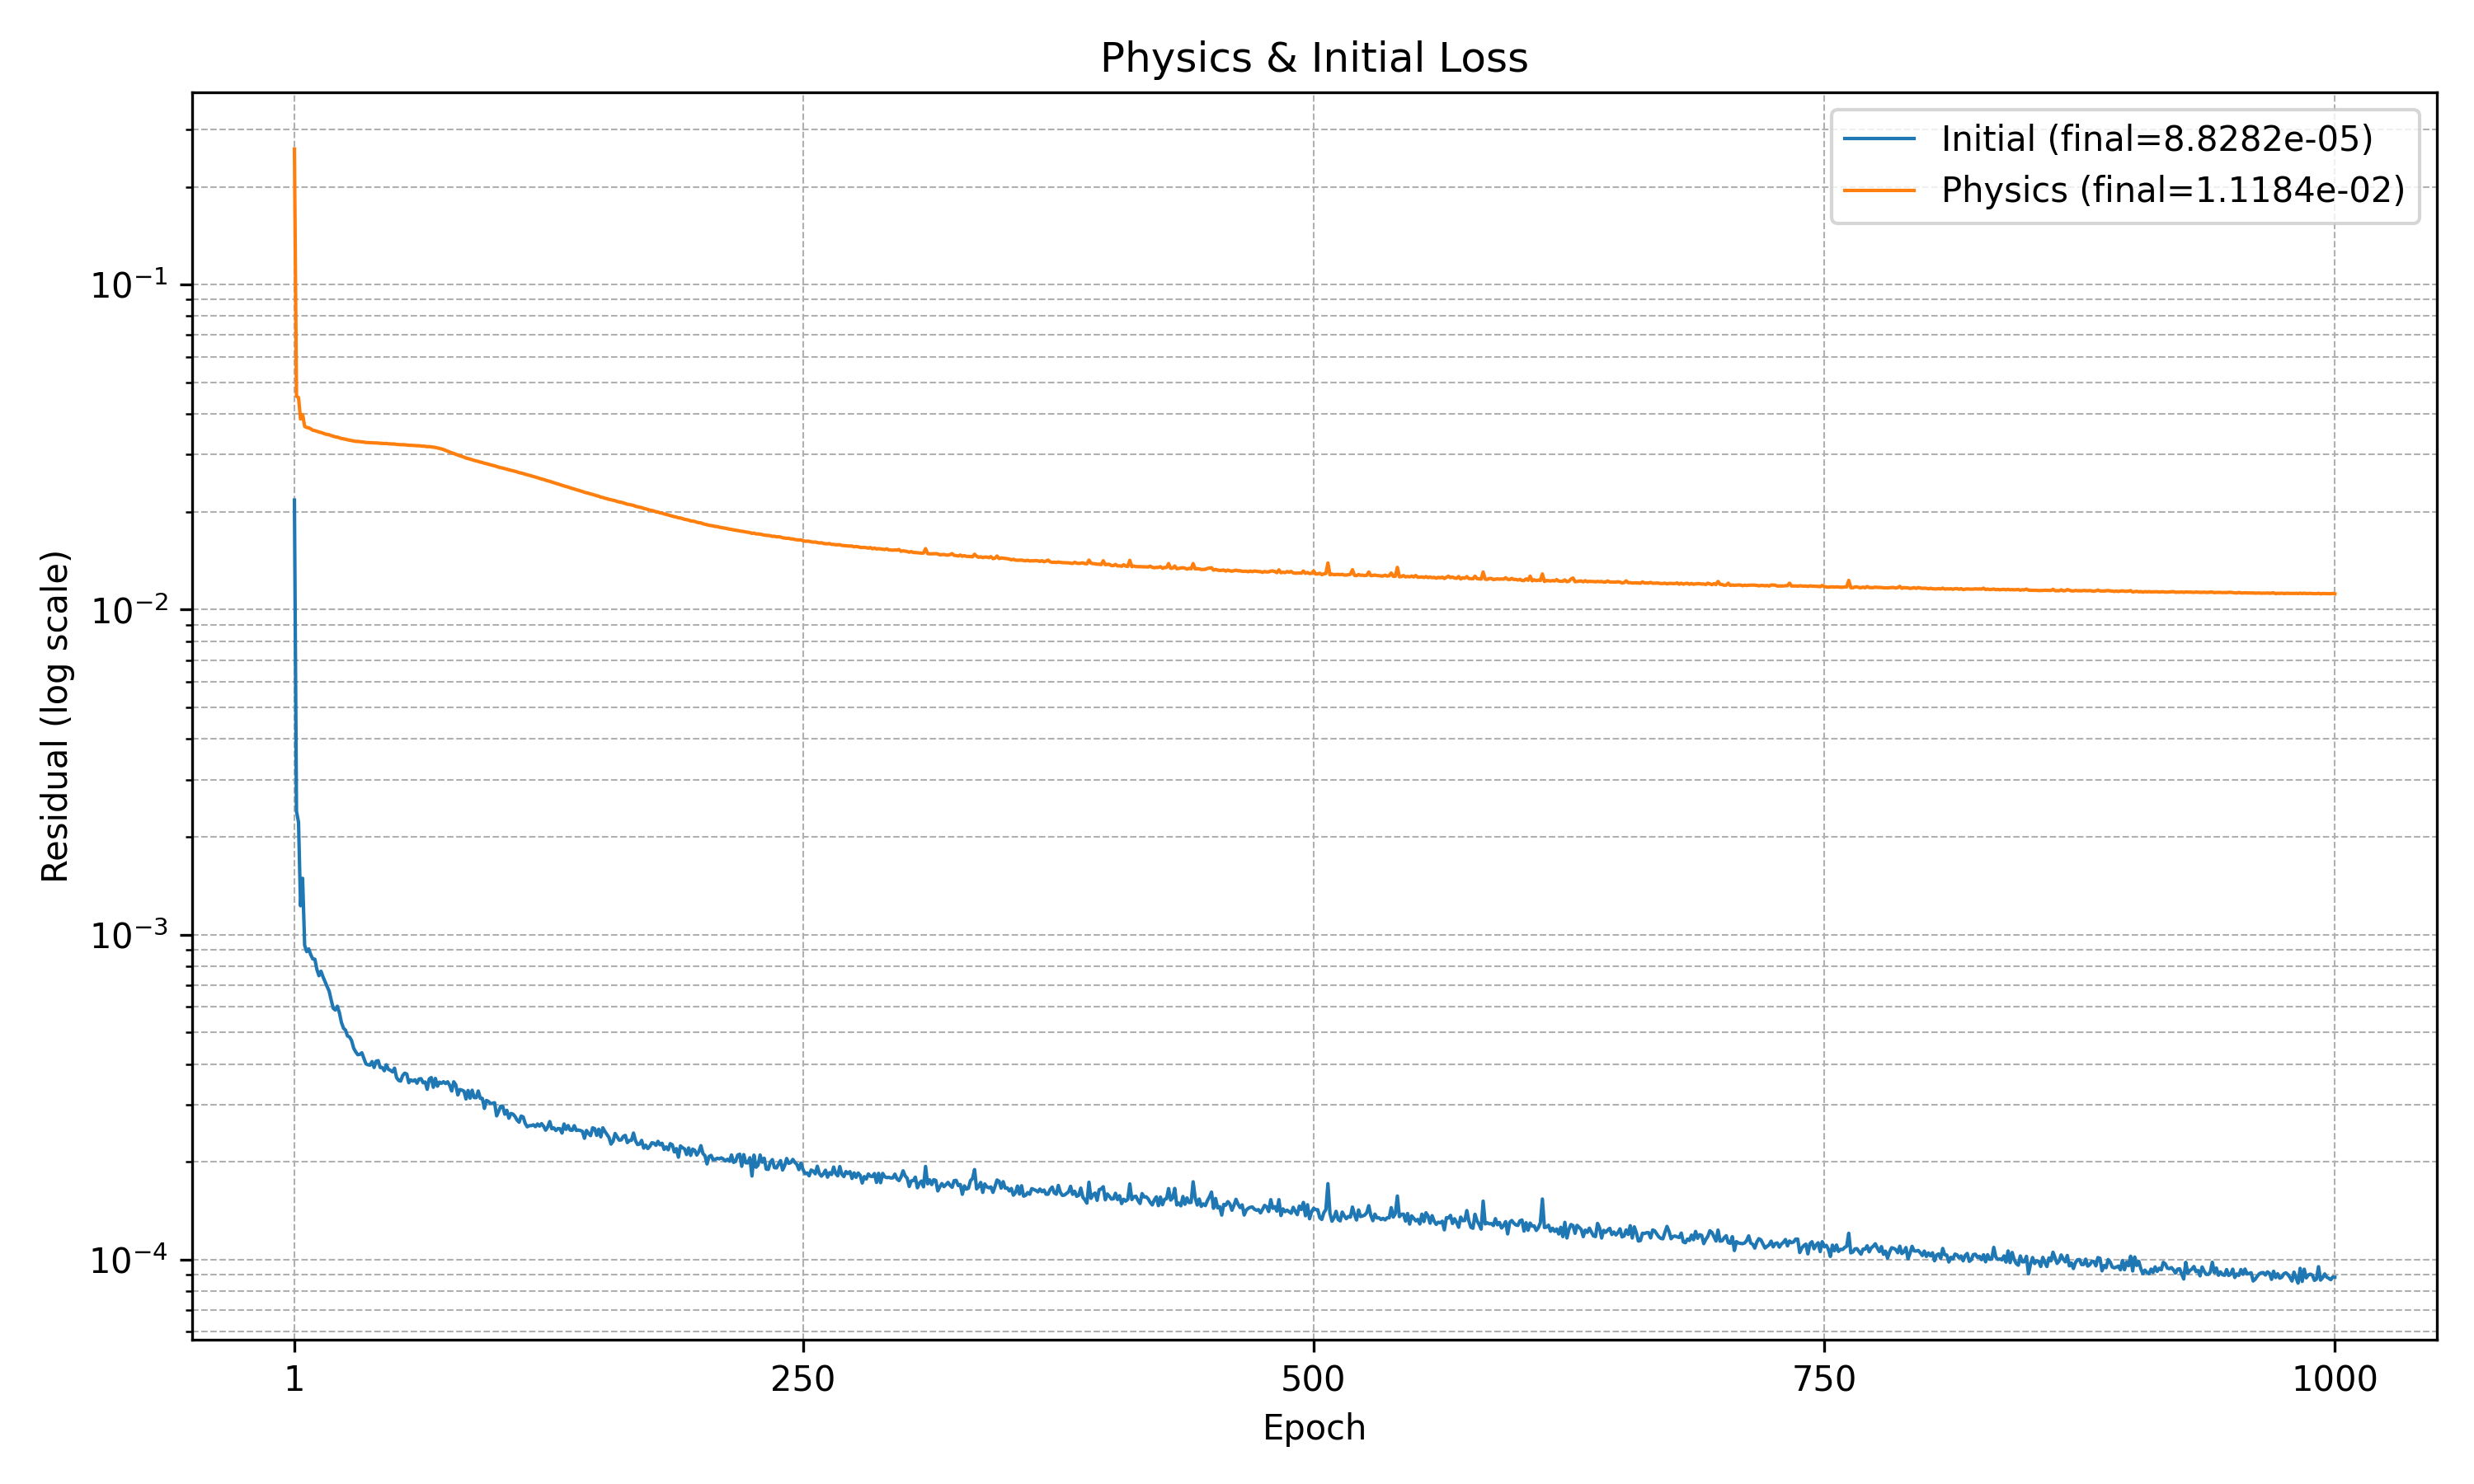 Physics & Initial Loss
Initial (final=8.8282e-05)
Physics (final=1.1184e-02)
Residual (log scale)
10⁻¹
10⁻²
10⁻³
10⁻⁴
1 250 500 750 1000
Epoch